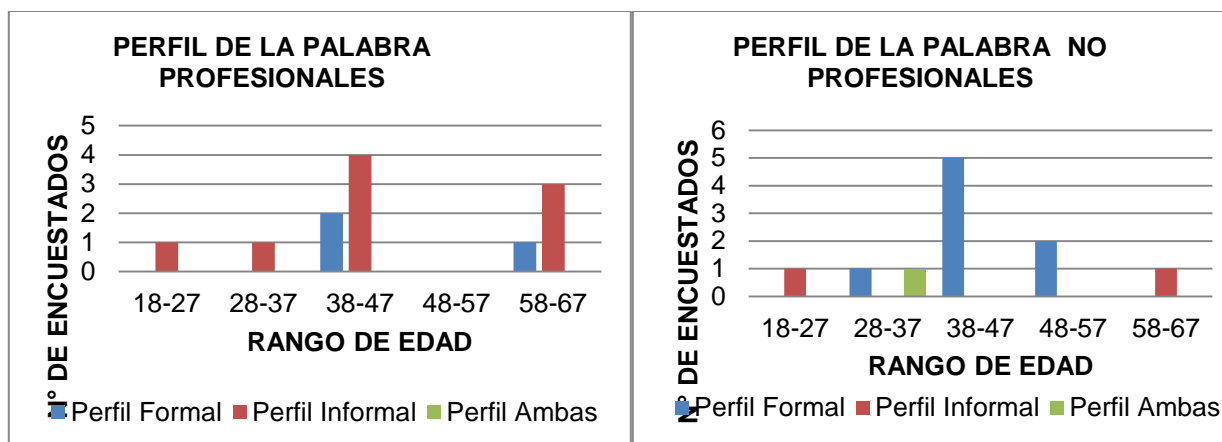 PERFIL DE LA PALABRA
PROFESIONALES
N° DE ENCUESTADOS
5
4
3
2
1
0
18-27 28-37 38-47 48-57 58-67
RANGO DE EDAD
Perfil Formal Perfil Informal Perfil Ambas
PERFIL DE LA PALABRA NO
PROFESIONALES
N° DE ENCUESTADOS
6
5
4
3
2
1
0
18-27 28-37 38-47 48-57 58-67
RANGO DE EDAD
Perfil Formal Perfil Informal Perfil Ambas